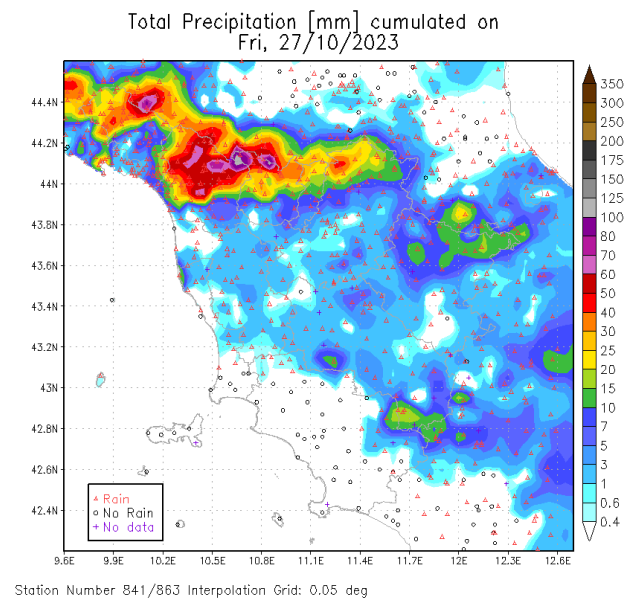 Total Precipitation [mm] cumulated on
Fri, 27/10/2023
44.4N
44.2N
44N
43.8N
43.6N
43.4N
43.2N
43N
42.8N
42.6N
42.4N
9.6E 9.9E 10.2E 10.5E 10.8E 11.1E 11.4E 11.7E 12E 12.3E 12.6E
350
300
250
200
175
150
125
100
80
70
60
50
40
30
25
20
15
10
7
5
3
1
0.6
0.4
Rain
No Rain
No data
Station Number 841/863 Interpolation Grid: 0.05 deg